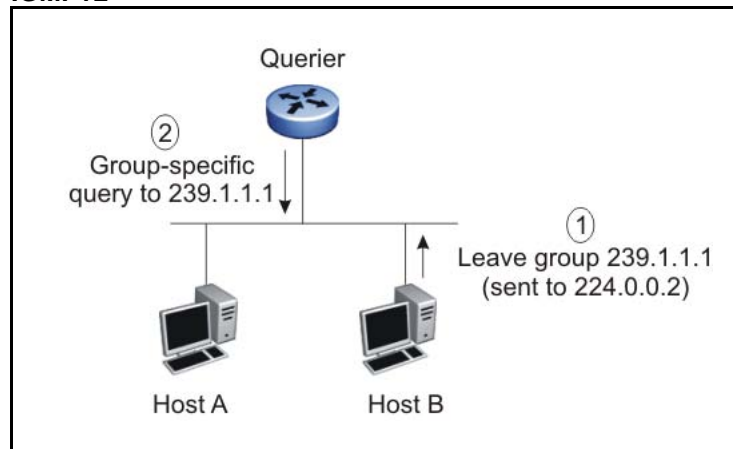 Querier
2
Group-specific
query to 239.1.1.1
1
Leave group 239.1.1.1
(sent to 224.0.0.2)
Host A
Host B